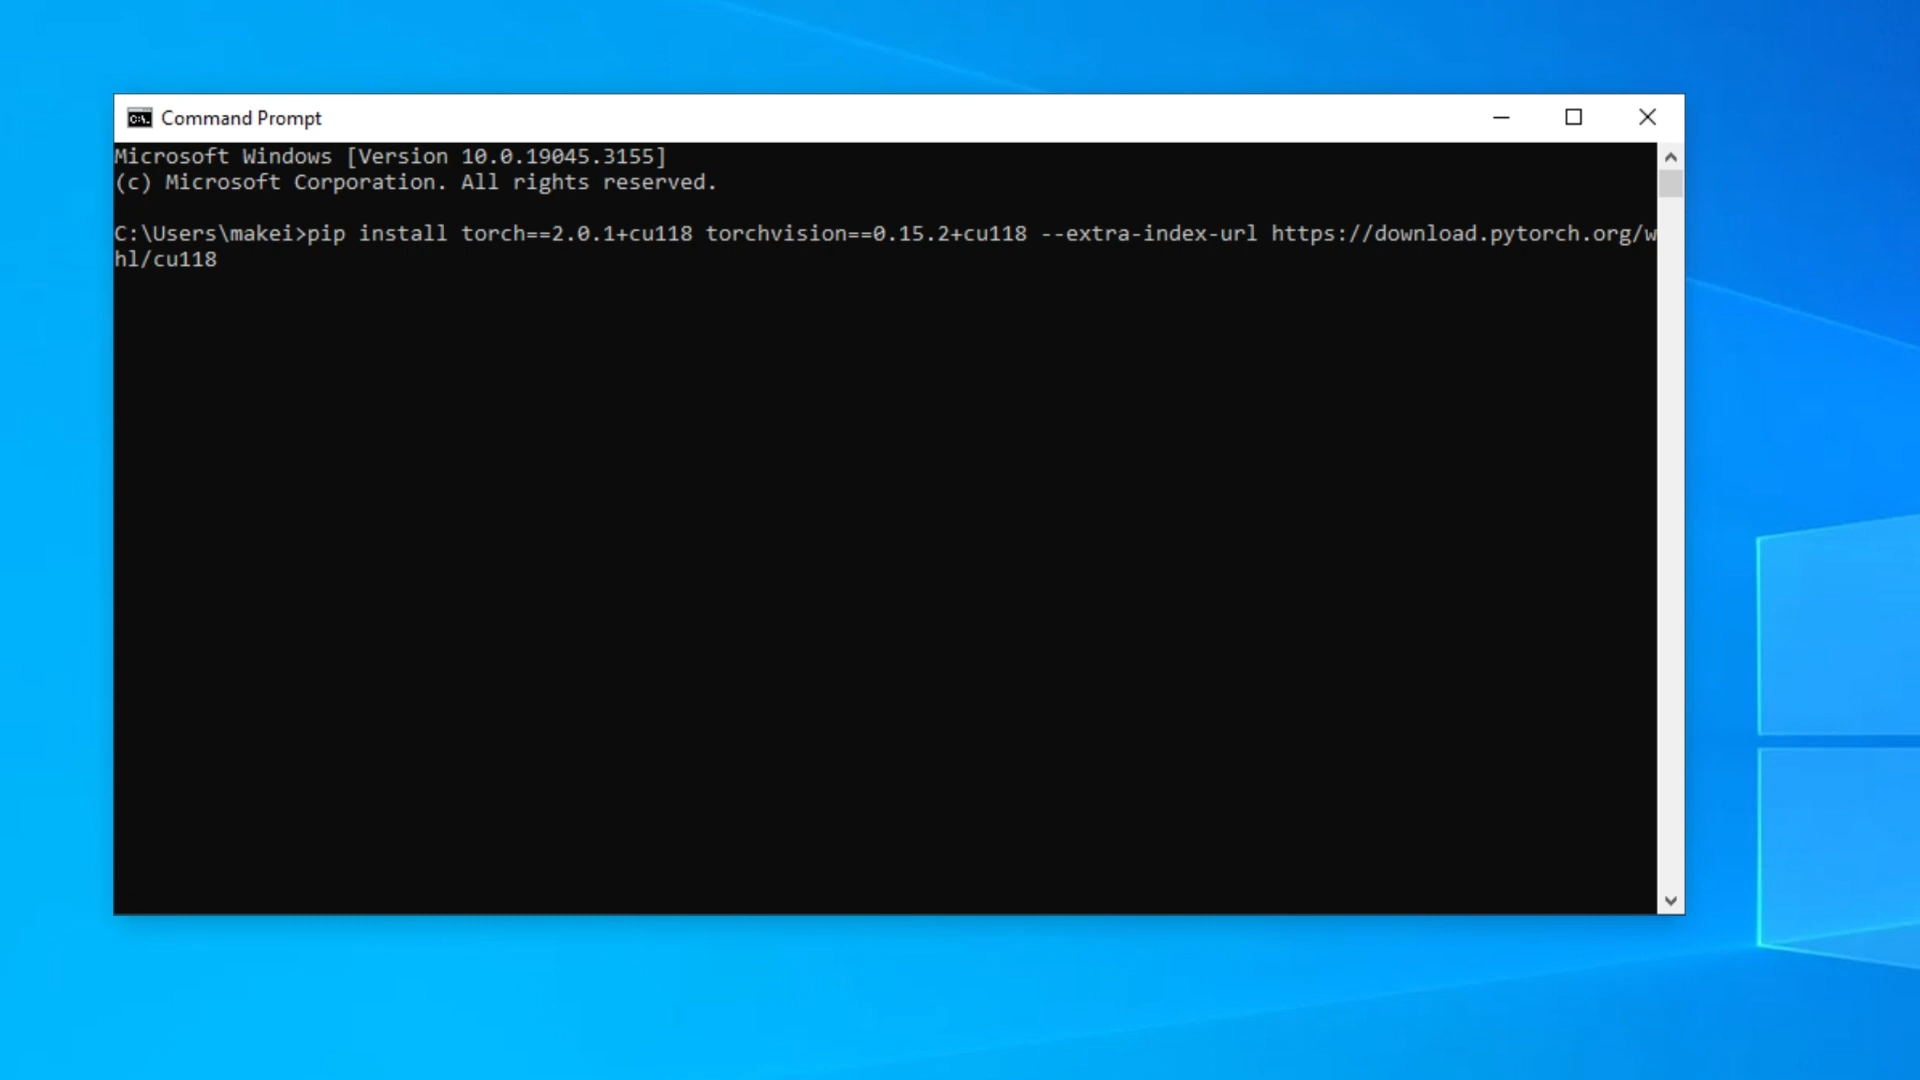 Command Prompt
Microsoft Windows [Version 10.0.19045.3155]
(c) Microsoft Corporation. All rights reserved.
C:\Users\makei>pip install torch==2.0.1+cu118 torchvision==0.15.2+cu118 --extra-index-url https://download.pytorch.org/w
hl/cu118